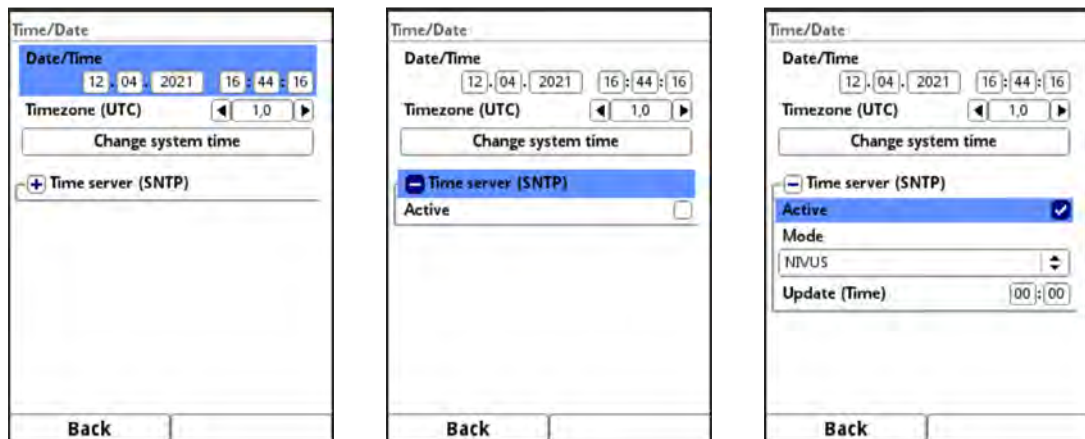 Time/Date
Date/Time
12 . 04 . 2021 16 : 44 : 16
Timezone (UTC) 1,0
Change system time
Time server (SNTP)
Back
Time/Date
Date/Time
12 . 04 . 2021 16 : 44 : 16
Timezone (UTC) 1,0
Change system time
Time server (SNTP)
Active
Back
Time/Date
Date/Time
12 . 04 . 2021 16 : 44 : 16
Timezone (UTC) 1,0
Change system time
Time server (SNTP)
Active
Mode
NIVUS
Update (Time) 00 : 00
Back